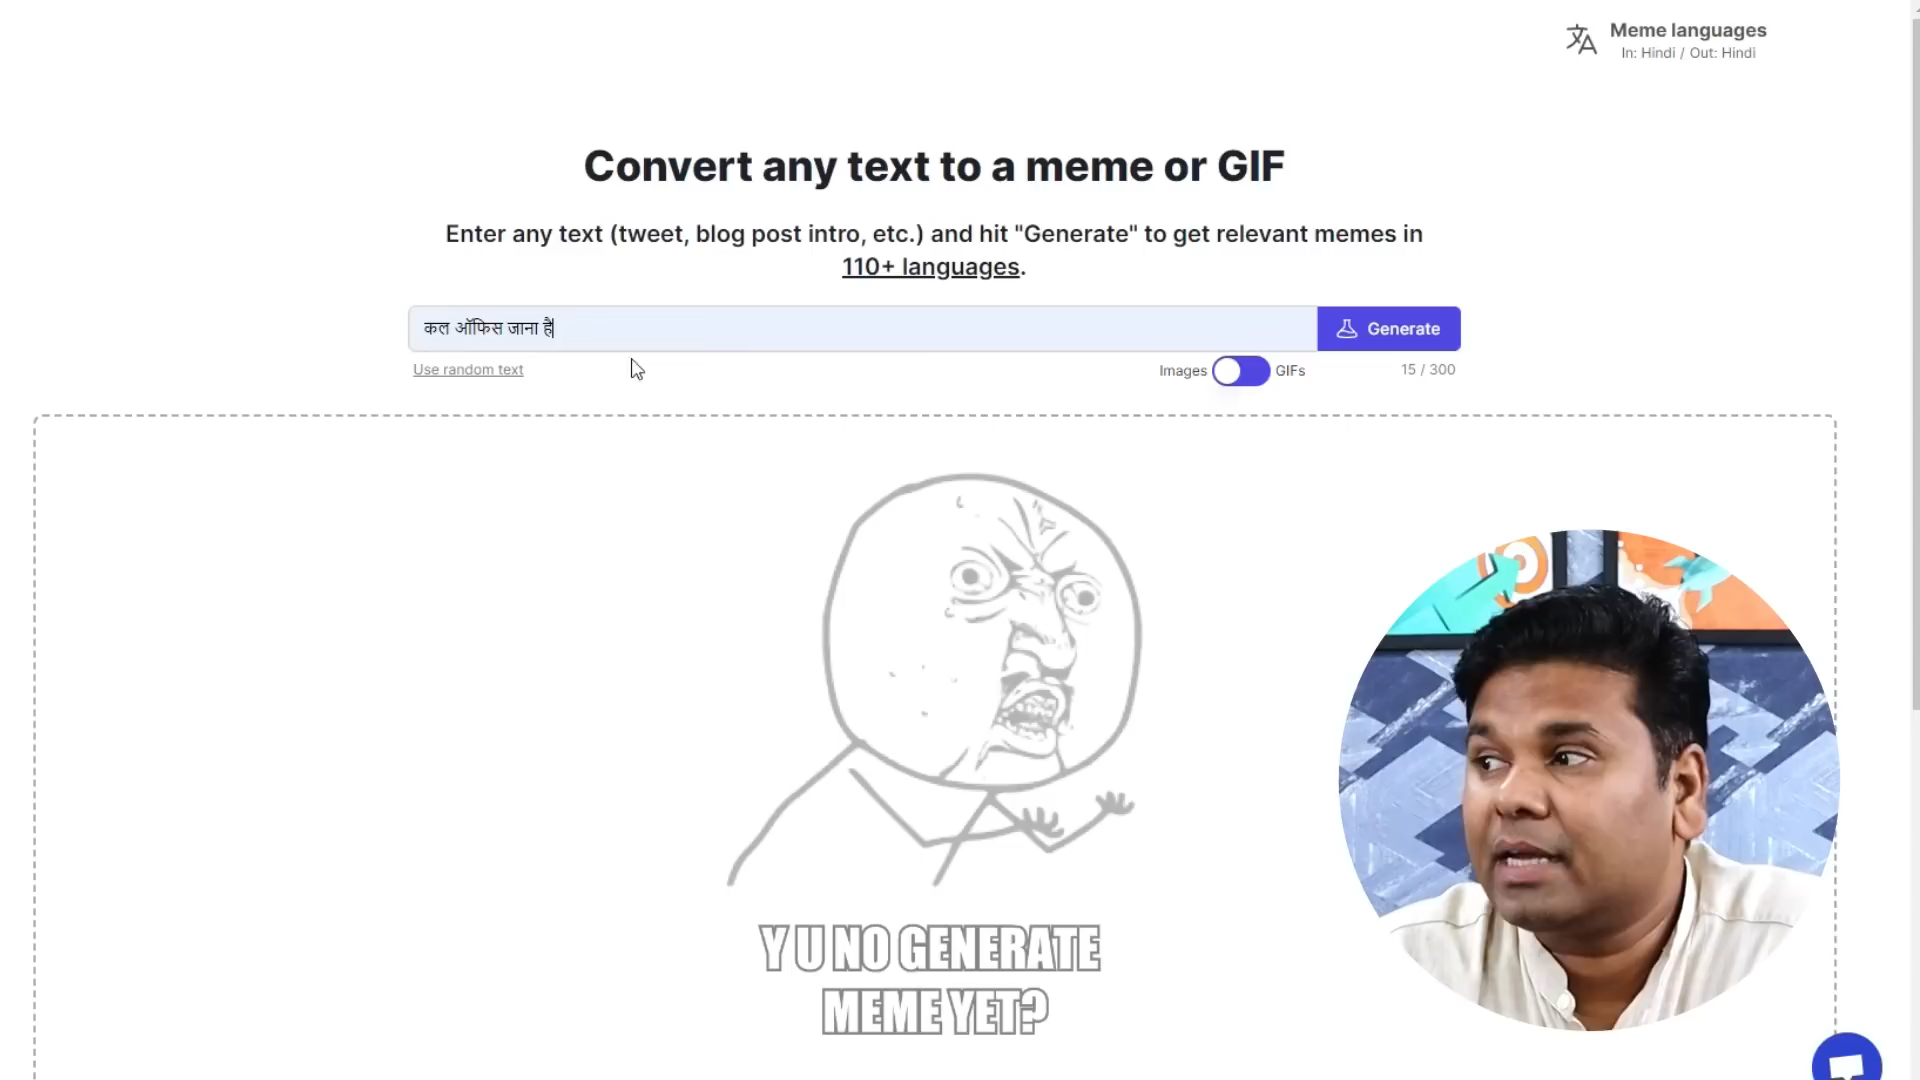 Meme languages
In: Hindi / Out: Hindi
Convert any text to a meme or GIF
Enter any text (tweet, blog post intro, etc.) and hit "Generate" to get relevant memes in
110+ languages.
कल ऑफिस जाना है
Generate
Use random text
Images
GIFs
15 / 300
Y U NO GENERATE
MEME YET?